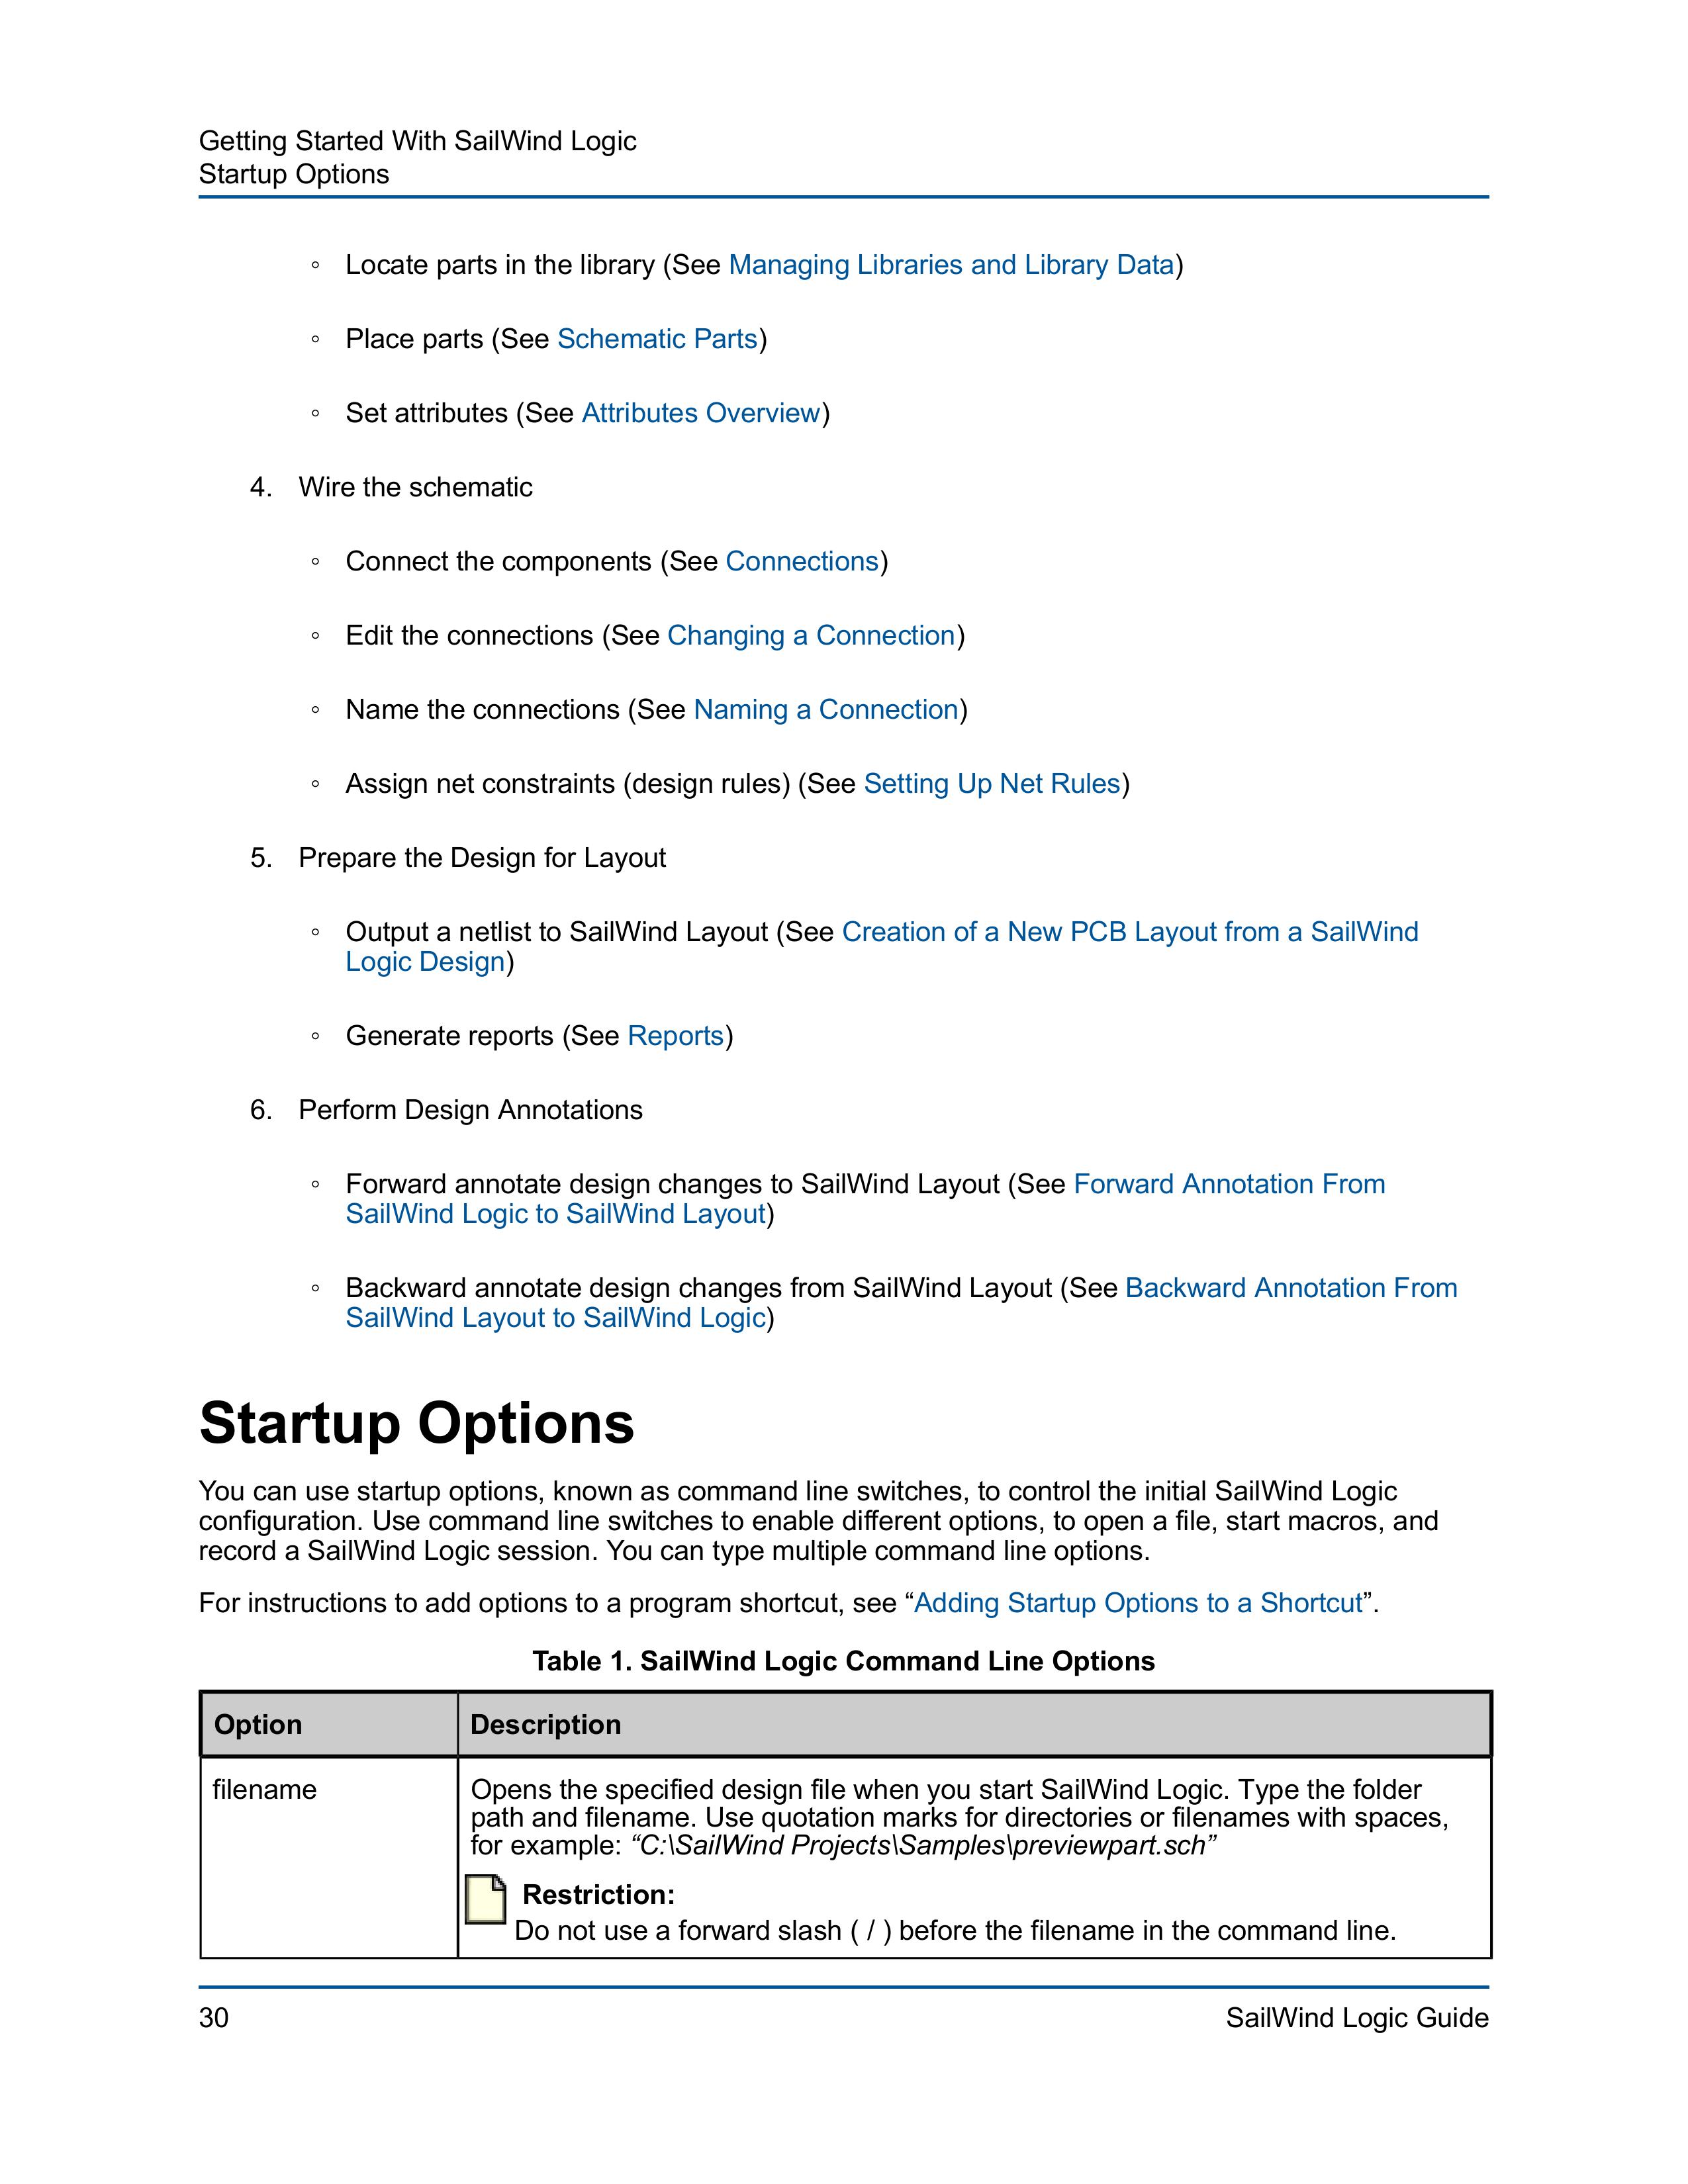 Getting Started With SailWind Logic
Startup Options
◦ Locate parts in the library (See Managing Libraries and Library Data)
◦ Place parts (See Schematic Parts)
◦ Set attributes (See Attributes Overview)
4. Wire the schematic
◦ Connect the components (See Connections)
◦ Edit the connections (See Changing a Connection)
◦ Name the connections (See Naming a Connection)
◦ Assign net constraints (design rules) (See Setting Up Net Rules)
5. Prepare the Design for Layout
◦ Output a netlist to SailWind Layout (See Creation of a New PCB Layout from a SailWind
Logic Design)
◦ Generate reports (See Reports)
6. Perform Design Annotations
◦ Forward annotate design changes to SailWind Layout (See Forward Annotation From
SailWind Logic to SailWind Layout)
◦ Backward annotate design changes from SailWind Layout (See Backward Annotation From
SailWind Layout to SailWind Logic)
Startup Options
You can use startup options, known as command line switches, to control the initial SailWind Logic
configuration. Use command line switches to enable different options, to open a file, start macros, and
record a SailWind Logic session. You can type multiple command line options.
For instructions to add options to a program shortcut, see “Adding Startup Options to a Shortcut”.
Table 1. SailWind Logic Command Line Options
Option Description
filename Opens the specified design file when you start SailWind Logic. Type the folder
path and filename. Use quotation marks for directories or filenames with spaces,
for example: “C:\SailWind Projects\Samples\previewpart.sch”
Restriction:
Do not use a forward slash ( / ) before the filename in the command line.
30 SailWind Logic Guide